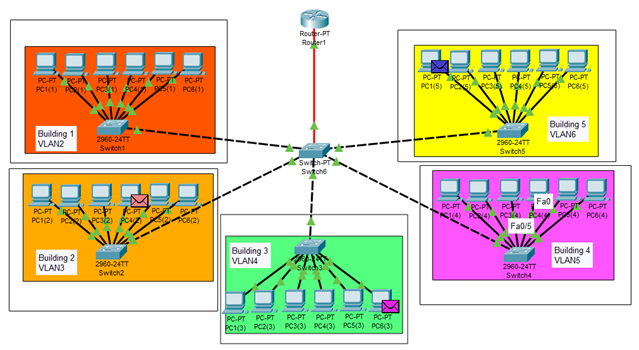 Router-PT
Router1
PC-PT
PC1(1)
PC-PT
PC2(1)
PC-PT
PC3(1)
PC-PT
PC4(1)
PC-PT
PC5(1)
PC-PT
PC6(1)
Building 1
VLAN2
2960-24TT
Switch1
PC-PT
PC1(5)
PC-PT
PC2(5)
PC-PT
PC3(5)
PC-PT
PC4(5)
PC-PT
PC5(5)
PC-PT
PC6(5)
2960-24TT
Switch5
Building 5
VLAN6
Switch-PT
Switch6
PC-PT
PC1(2)
PC-PT
PC2(2)
PC-PT
PC3(2)
PC-PT
PC4(2)
PC-PT
PC5(2)
PC-PT
PC6(2)
Building 2
VLAN3
2960-24TT
Switch2
PC-PT
PC1(4)
PC-PT
PC2(4)
PC-PT
PC3(4)
Fa0
PC-PT
PC4(4)
PC-PT
PC5(4)
PC-PT
PC6(4)
Fa0/5
2960-24TT
Switch4
Building 4
VLAN5
Building 3
VLAN4
Switch3
PC-PT
PC1(3)
PC-PT
PC2(3)
PC-PT
PC3(3)
PC-PT
PC4(3)
PC-PT
PC5(3)
PC-PT
PC6(3)